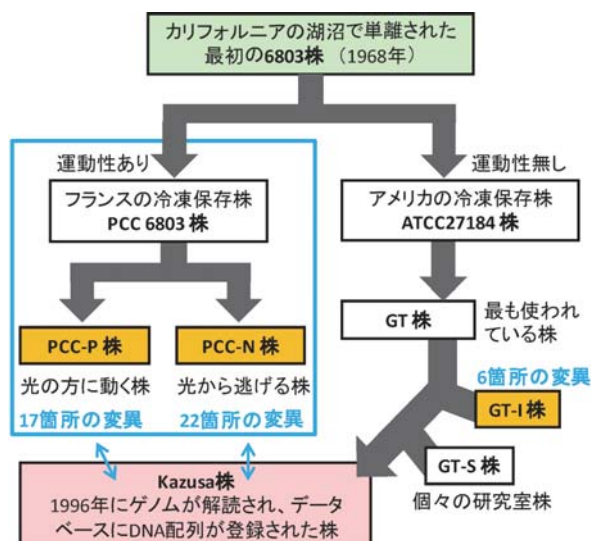 カリフォルニアの湖沼で単離された
最初の6803株 （1968年）
運動性あり
運動性無し
フランスの冷凍保存株
PCC 6803 株
アメリカの冷凍保存株
ATCC27184 株
GT 株
最も使われ
ている株
PCC-P 株
PCC-N 株
光の方に動く株
光から逃げる株
17箇所の変異
22箇所の変異
6箇所の変異
GT-I 株
GT-S 株
個々の研究室株
Kazusa株
1996年にゲノムが解読され、データ
ベースにDNA配列が登録された株